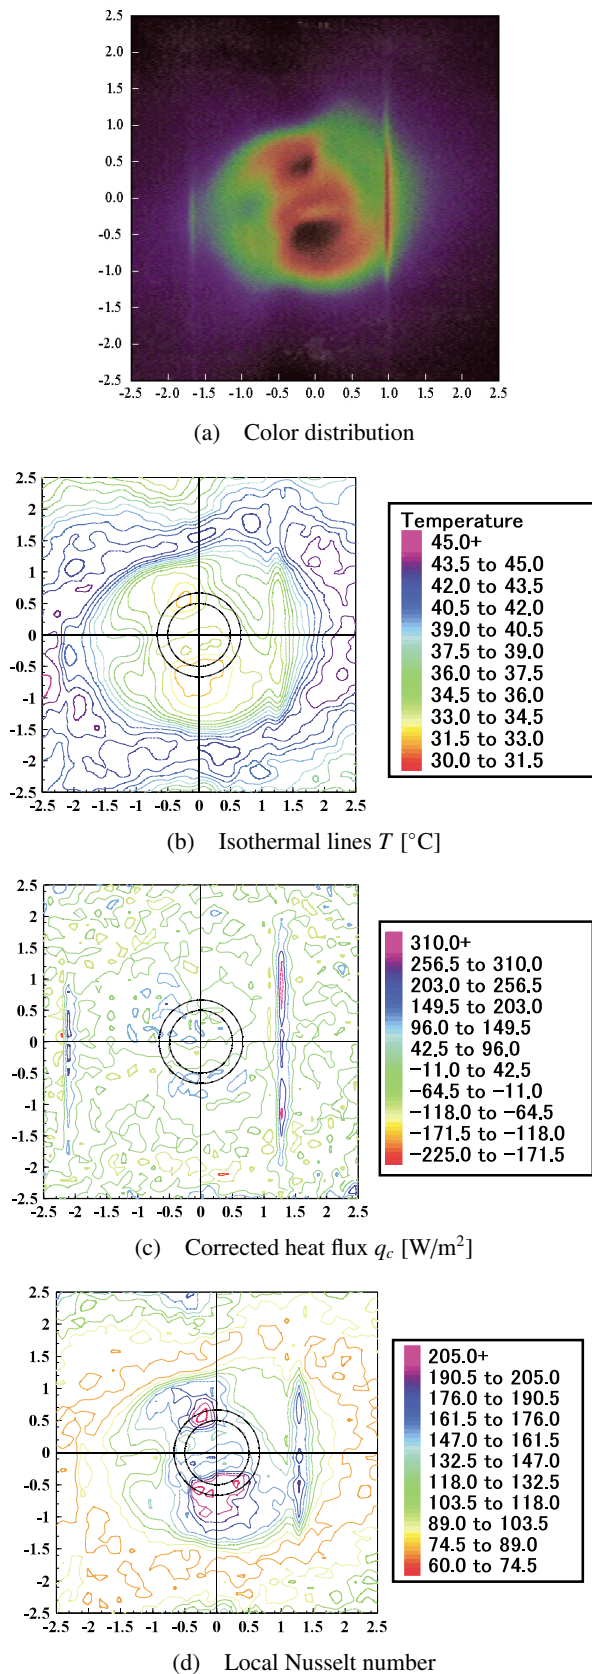 2.5
2.0
1.5
1.0
0.5
0.0
-0.5
-1.0
-1.5
-2.0
-2.5
-2.5 -2.0 -1.5 -1.0 -0.5 0.0 0.5 1.0 1.5 2.0 2.5
(a) Color distribution
2.5
2
1.5
1
0.5
0
-0.5
-1
-1.5
-2
-2.5
-2.5 -2 -1.5 -1 -0.5 0 0.5 1 1.5 2 2.5
Temperature
45.0+
43.5 to 45.0
42.0 to 43.5
40.5 to 42.0
39.0 to 40.5
37.5 to 39.0
36.0 to 37.5
34.5 to 36.0
33.0 to 34.5
31.5 to 33.0
30.0 to 31.5
(b) Isothermal lines T [°C]
2.5
2
1.5
1
0.5
0
-0.5
-1
-1.5
-2
-2.5
-2.5 -2 -1.5 -1 -0.5 0 0.5 1 1.5 2 2.5
310.0+
256.5 to 310.0
203.0 to 256.5
149.5 to 203.0
96.0 to 149.5
42.5 to 96.0
−11.0 to 42.5
−64.5 to −11.0
−118.0 to −64.5
−171.5 to −118.0
−225.0 to −171.5
(c) Corrected heat flux qc [W/m²]
2.5
2
1.5
1
0.5
0
-0.5
-1
-1.5
-2
-2.5
-2.5 -2 -1.5 -1 -0.5 0 0.5 1 1.5 2 2.5
205.0+
190.5 to 205.0
176.0 to 190.5
161.5 to 176.0
147.0 to 161.5
132.5 to 147.0
118.0 to 132.5
103.5 to 118.0
89.0 to 103.5
74.5 to 89.0
60.0 to 74.5
(d) Local Nusselt number